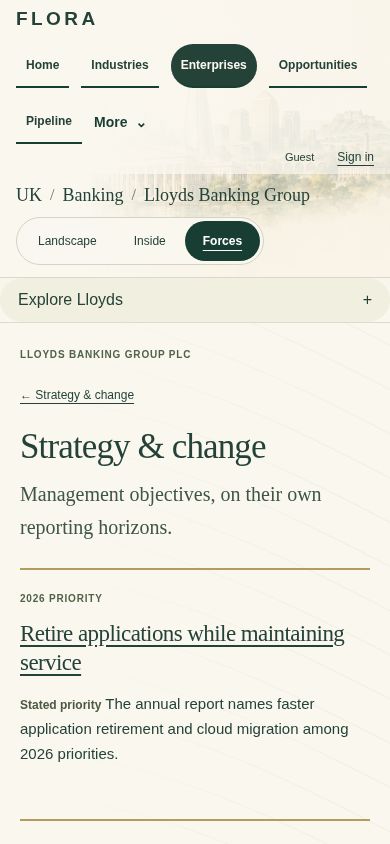 FLORA
Home Industries Enterprises Opportunities
Pipeline More ⌄
Guest Sign in
UK / Banking / Lloyds Banking Group
Landscape Inside Forces
Explore Lloyds +
LLOYDS BANKING GROUP PLC
← Strategy & change
Strategy & change
Management objectives, on their own
reporting horizons.
2026 PRIORITY
Retire applications while maintaining
service
Stated priority The annual report names faster
application retirement and cloud migration among
2026 priorities.